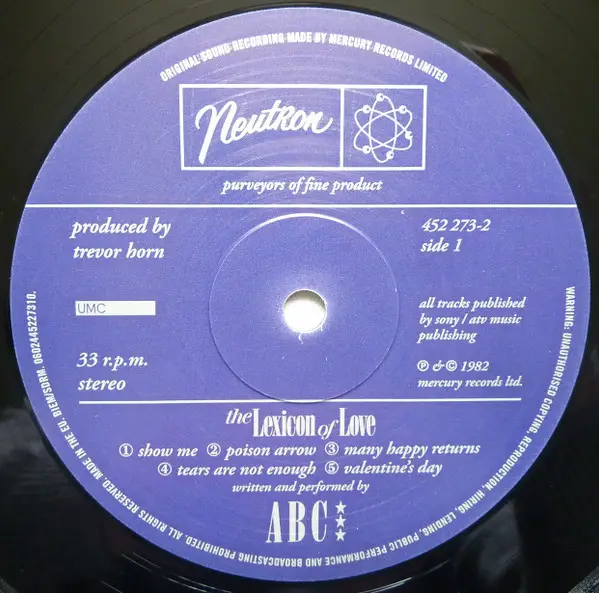 ORIGINAL SOUND RECORDING MADE BY MERCURY RECORDS LIMITED
Neutron
purveyors of fine product
produced by
trevor horn
452 273-2
side 1
UMC
all tracks published
by sony / atv music
publishing
33 r.p.m.
stereo
℗ & © 1982
mercury records ltd.
the Lexicon of Love
① show me ② poison arrow ③ many happy returns
④ tears are not enough ⑤ valentine's day
written and performed by
ABC
WARNING: UNAUTHORISED COPYING, REPRODUCTION, HIRING, LENDING, PUBLIC PERFORMANCE AND BROADCASTING PROHIBITED. ALL RIGHTS RESERVED. MADE IN THE EU. BIEM/SDRM. 0602445227310.